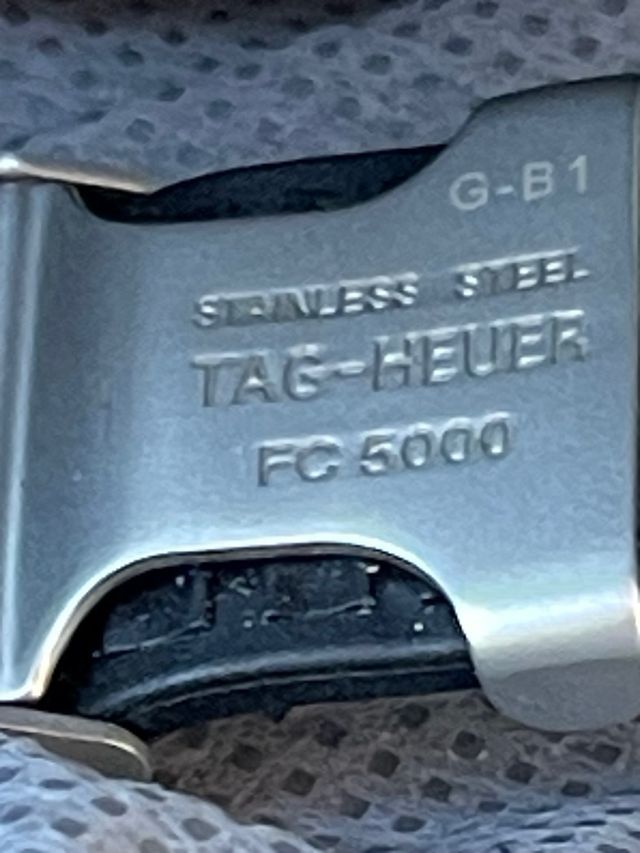 G-B1
STAINLESS STEEL
TAG-HEUER
FC 5000